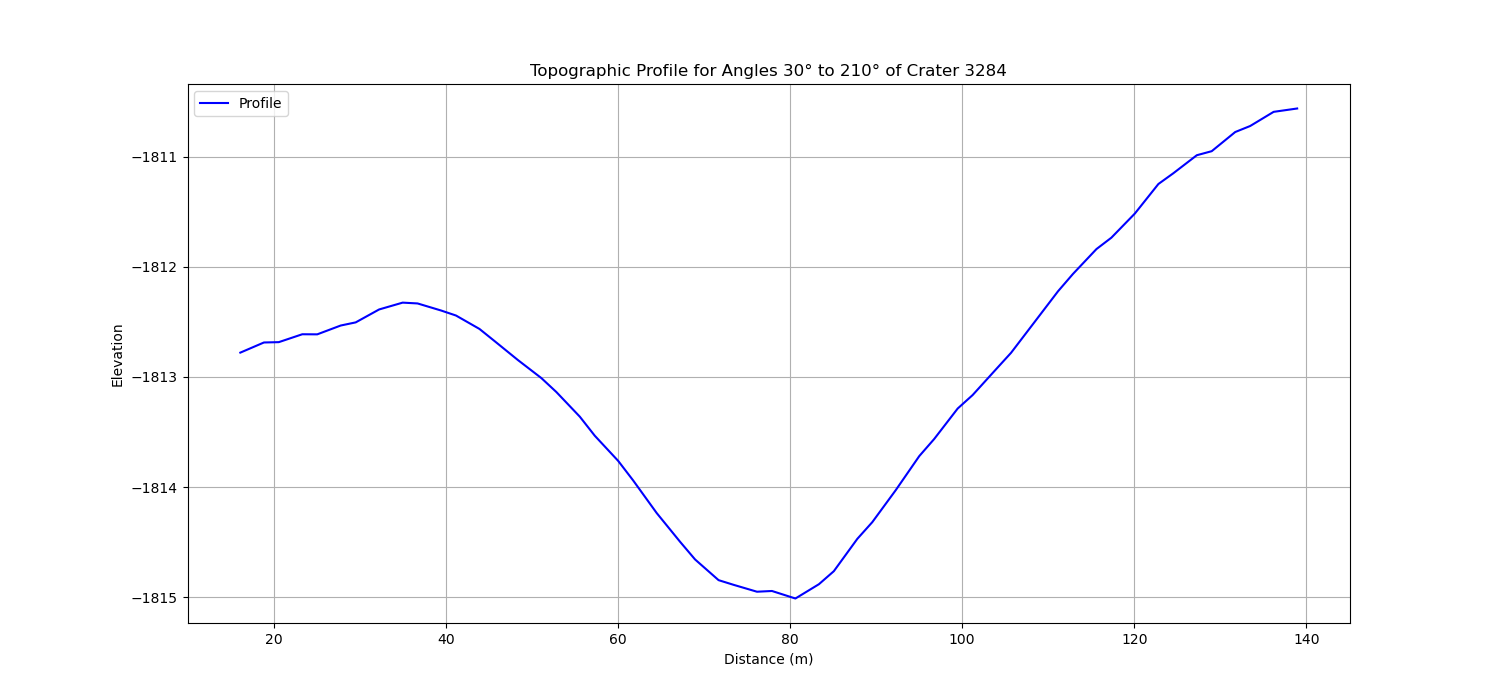 Topographic Profile for Angles 30° to 210° of Crater 3284
Profile
−1811
−1812
−1813
−1814
−1815
Elevation
20 40 60 80 100 120 140
Distance (m)